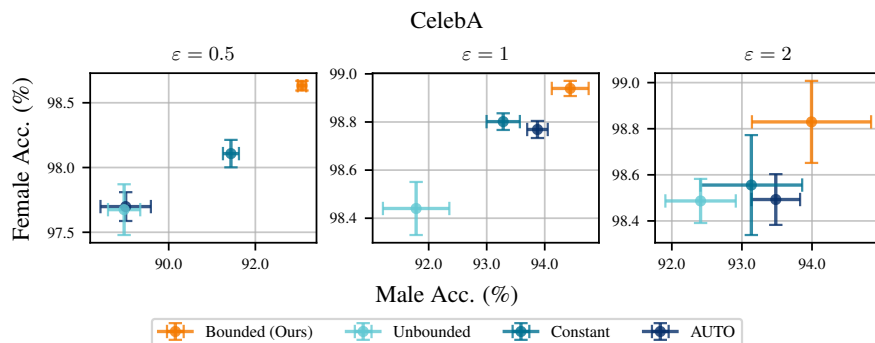 CelebA
ε = 0.5
ε = 1
ε = 2
Female Acc. (%)
98.5
98.0
97.5
90.0 92.0
99.0
98.8
98.6
98.4
92.0 93.0 94.0
99.0
98.8
98.6
98.4
92.0 93.0 94.0
Male Acc. (%)
Bounded (Ours) Unbounded Constant AUTO